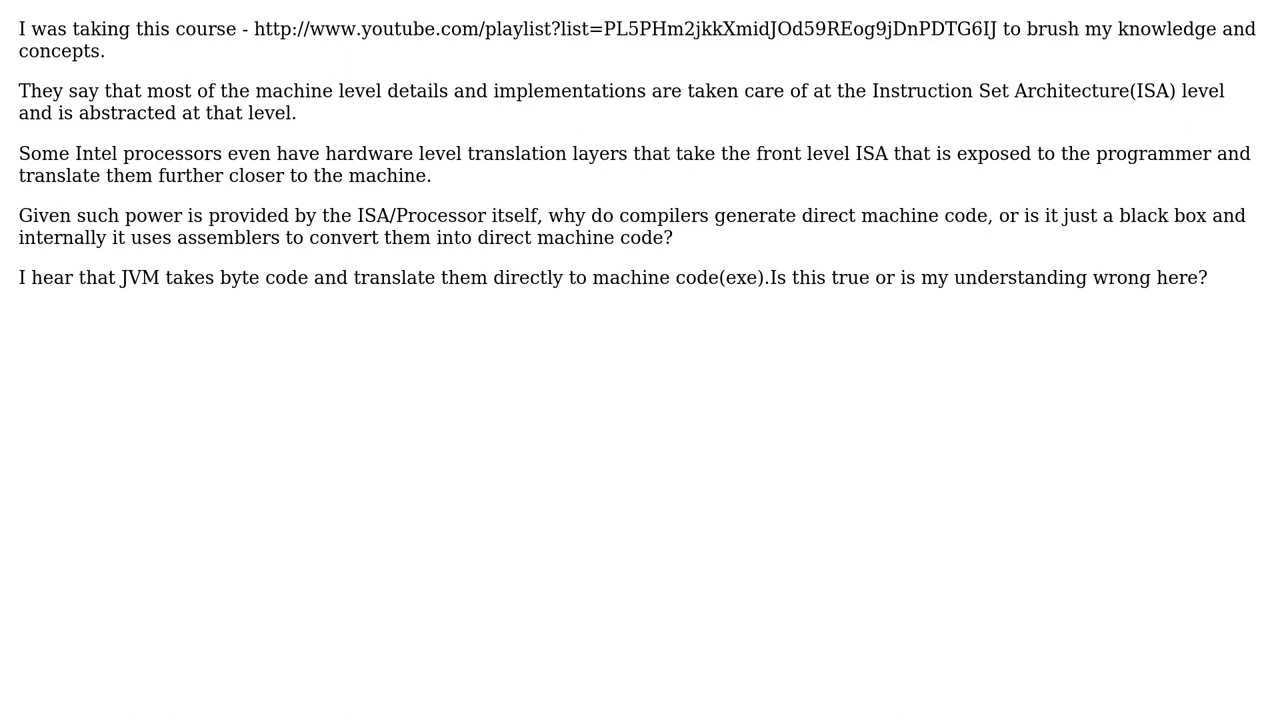 I was taking this course - http://www.youtube.com/playlist?list=PL5PHm2jkkXmidJOd59REog9jDnPDTG6IJ to brush my knowledge and
concepts.
They say that most of the machine level details and implementations are taken care of at the Instruction Set Architecture(ISA) level
and is abstracted at that level.
Some Intel processors even have hardware level translation layers that take the front level ISA that is exposed to the programmer and
translate them further closer to the machine.
Given such power is provided by the ISA/Processor itself, why do compilers generate direct machine code, or is it just a black box and
internally it uses assemblers to convert them into direct machine code?
I hear that JVM takes byte code and translate them directly to machine code(exe).Is this true or is my understanding wrong here?